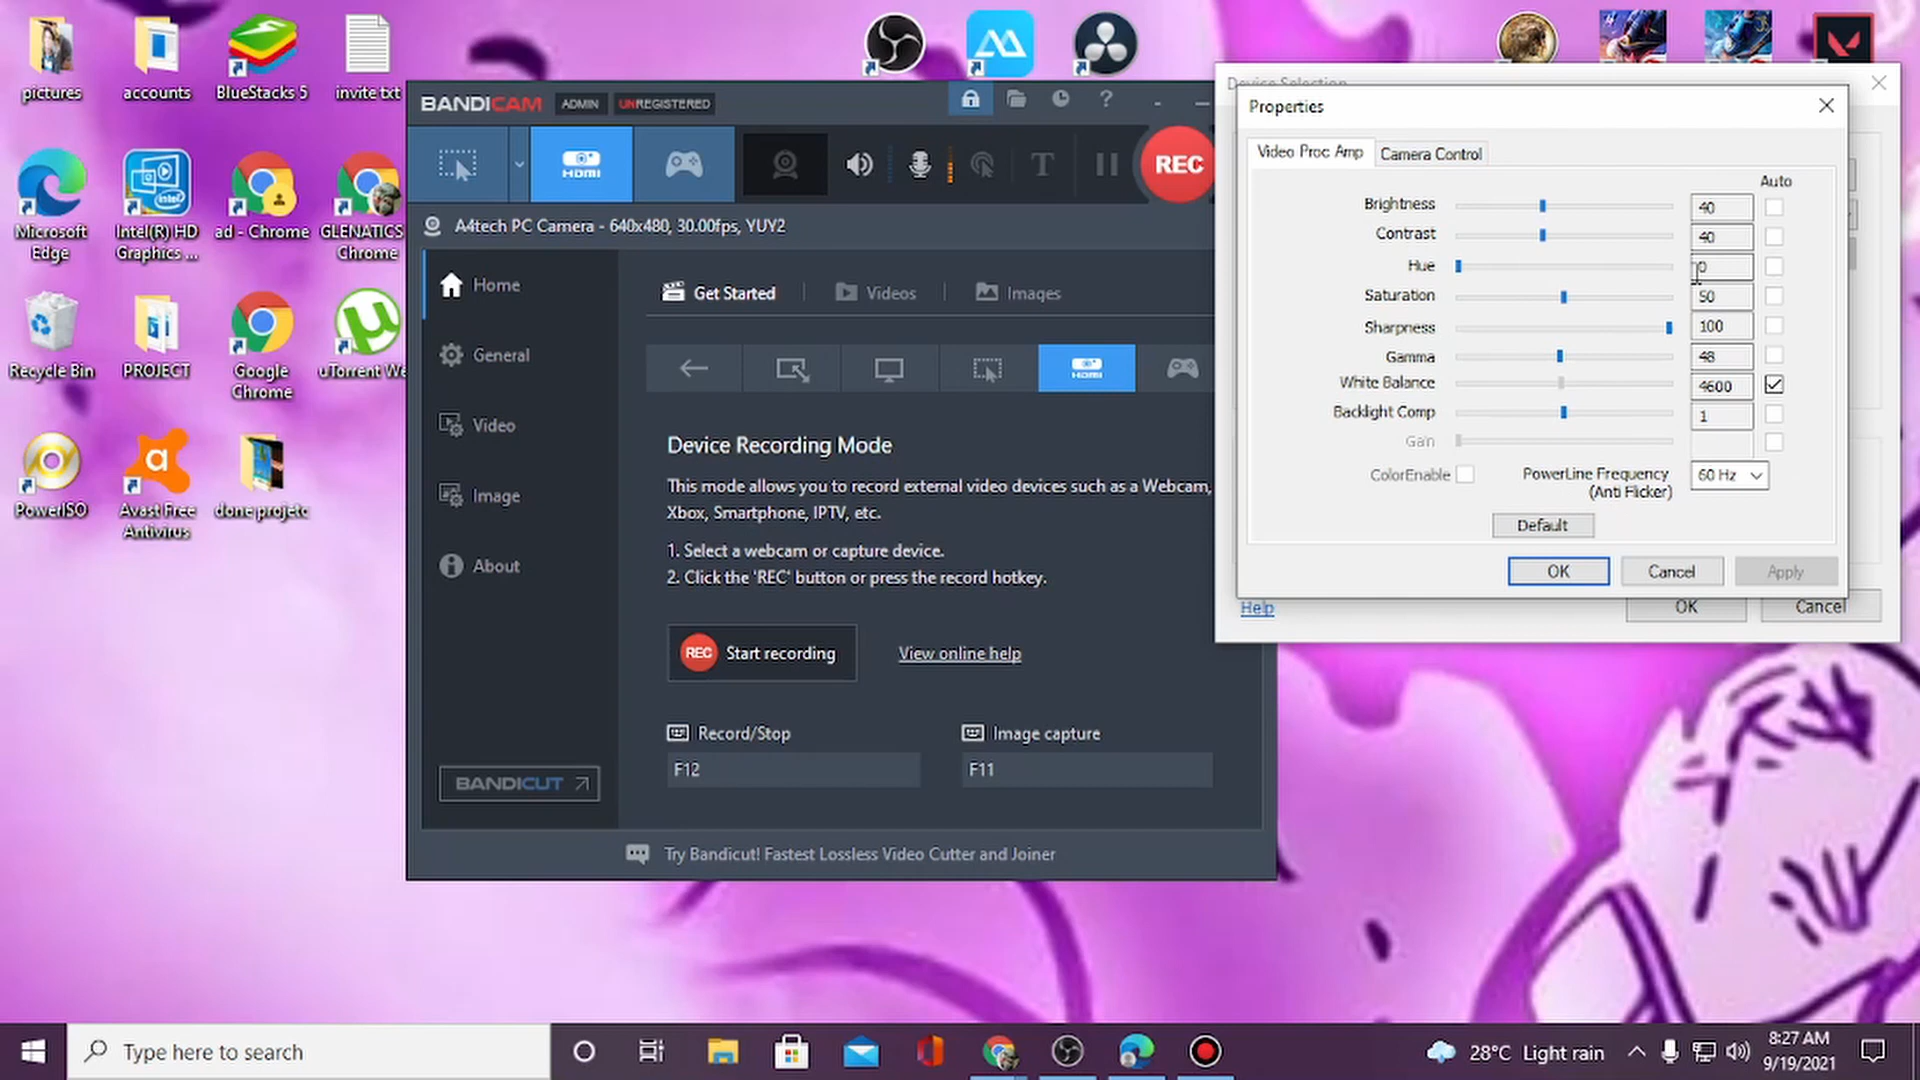 pictures
accounts
BlueStacks 5
invite txt
Microsoft
Edge
Intel(R) HD
Graphics ...
ad - Chrome
GLENATICS
Chrome
Recycle Bin
PROJECT
Google
Chrome
uTorrent We
PowerISO
Avast Free
Antivirus
done projetc
BANDICAM
ADMIN
UNREGISTERED
?
HDMI
T
REC
A4tech PC Camera - 640x480, 30.00fps, YUY2
Home
General
Video
Image
About
BANDICUT
Get Started
Videos
Images
HDMI
Device Recording Mode
This mode allows you to record external video devices such as a Webcam,
Xbox, Smartphone, IPTV, etc.
1. Select a webcam or capture device.
2. Click the 'REC' button or press the record hotkey.
REC
Start recording
View online help
Record/Stop
Image capture
F12
F11
Try Bandicut! Fastest Lossless Video Cutter and Joiner
Device Selection
Properties
Video Proc Amp
Camera Control
Auto
Brightness 40
Contrast 40
Hue 0
Saturation 50
Sharpness 100
Gamma 48
White Balance 4600
Backlight Comp 1
Gain
ColorEnable
PowerLine Frequency
(Anti Flicker)
60 Hz
Default
OK
Cancel
Apply
Help
OK
Cancel
Type here to search
28°C Light rain
8:27 AM
9/19/2021